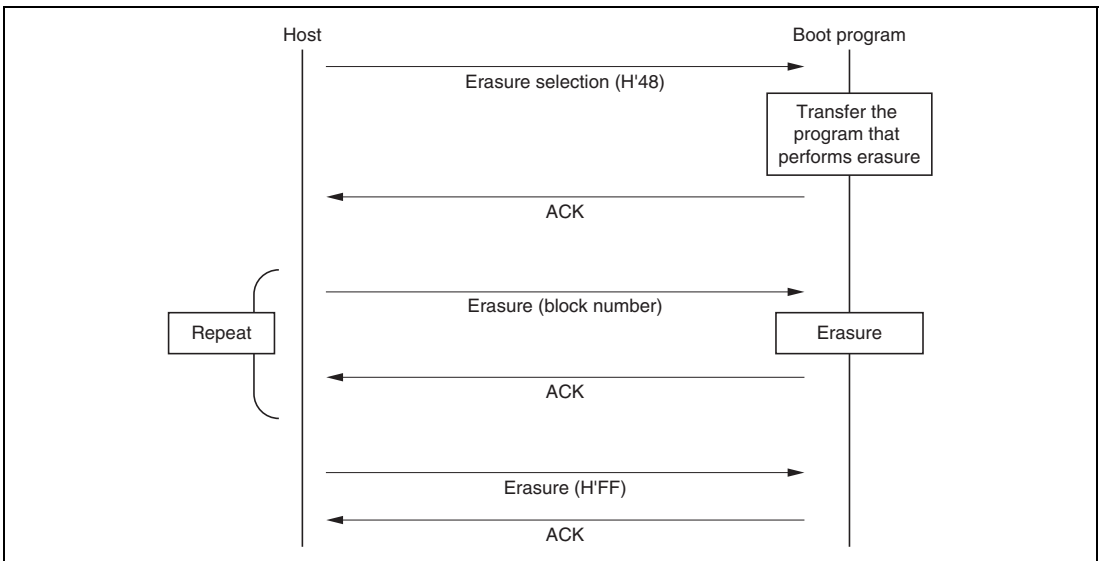 Host
Boot program
Erasure selection (H'48)
Transfer the
program that
performs erasure
ACK
Erasure (block number)
Repeat
Erasure
ACK
Erasure (H'FF)
ACK